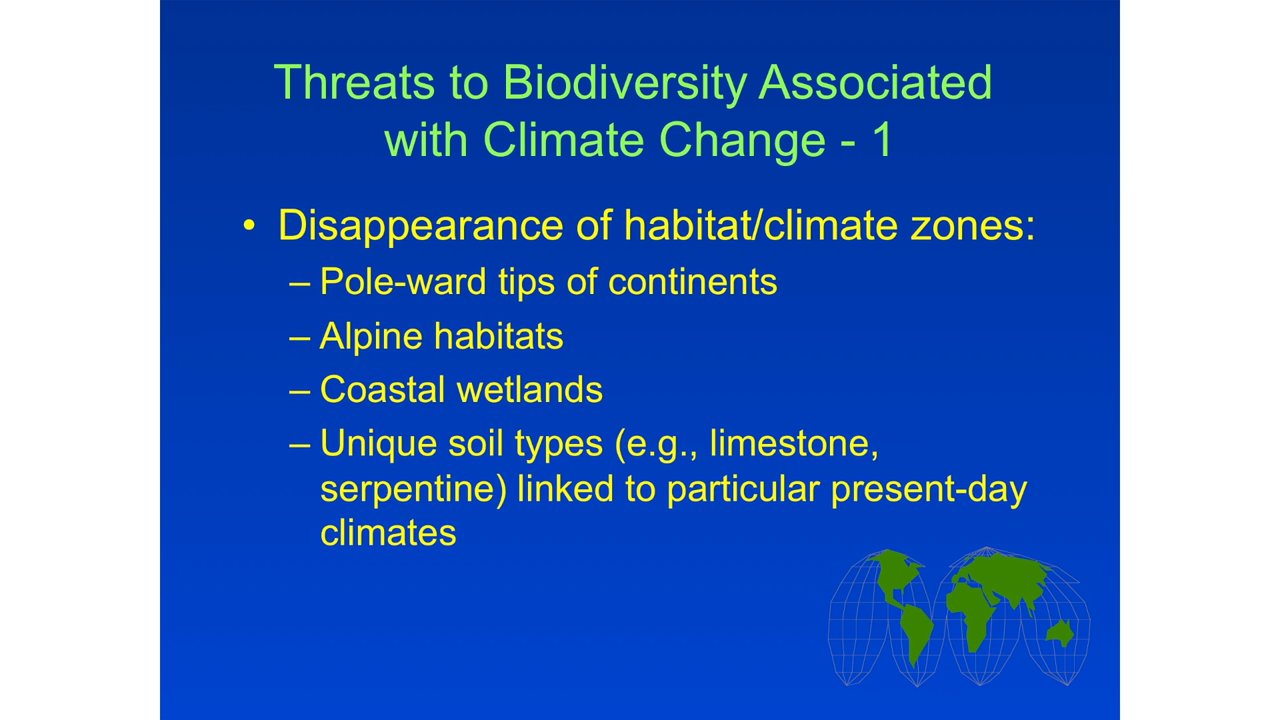 Threats to Biodiversity Associated
with Climate Change - 1
• Disappearance of habitat/climate zones:
– Pole-ward tips of continents
– Alpine habitats
– Coastal wetlands
– Unique soil types (e.g., limestone,
serpentine) linked to particular present-day
climates